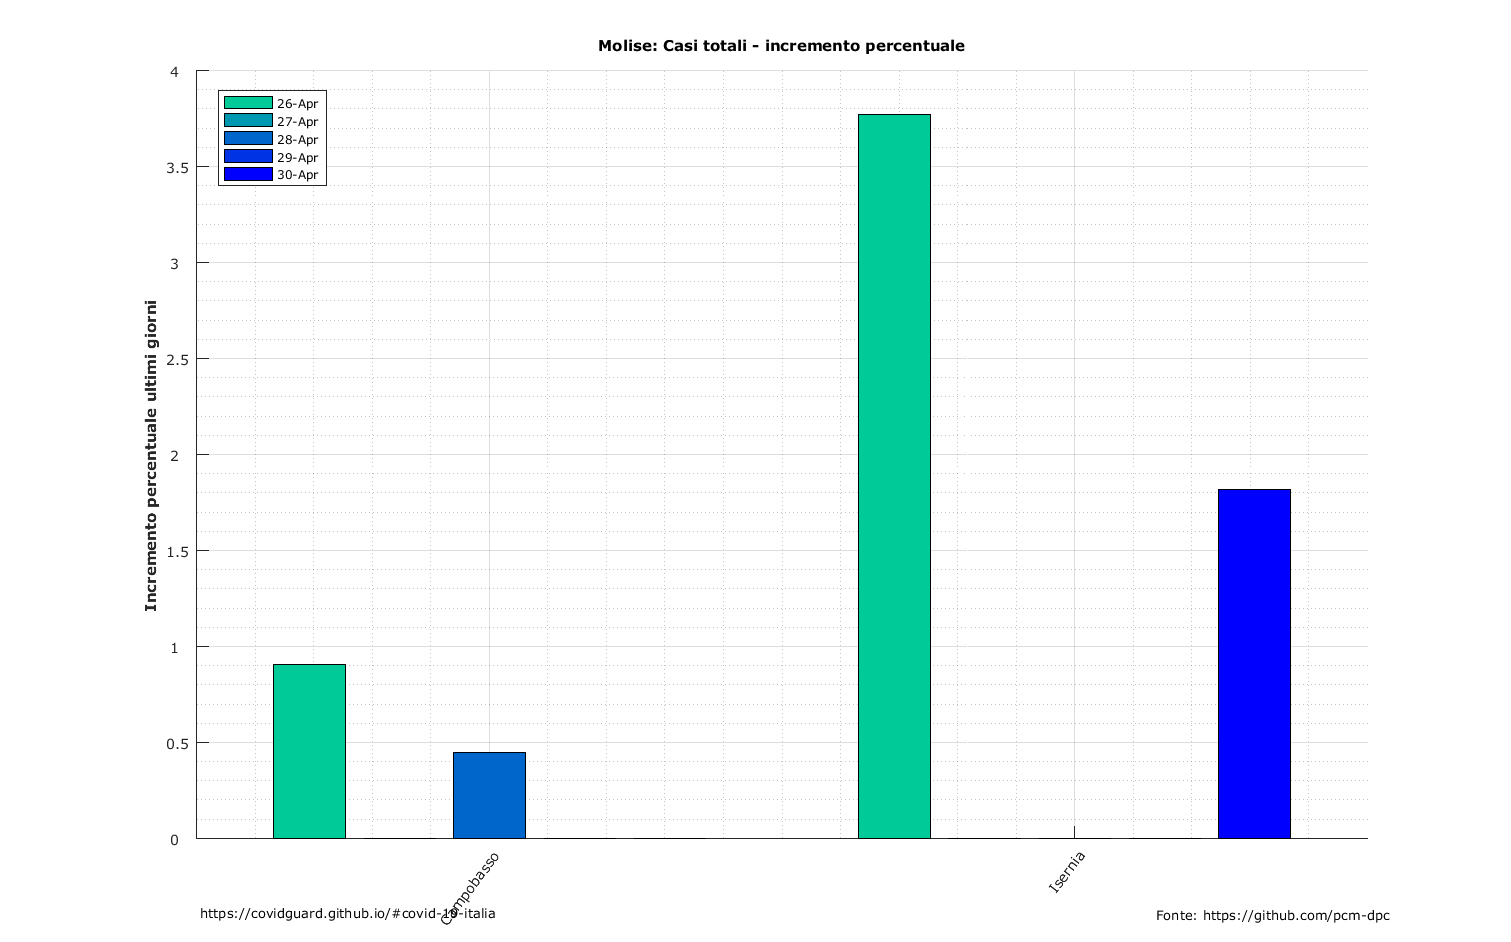 Molise: Casi totali - incremento percentuale
4
3.5
3
2.5
2
1.5
1
0.5
0
Incremento percentuale ultimi giorni
26-Apr
27-Apr
28-Apr
29-Apr
30-Apr
Campobasso
Isernia
https://covidguard.github.io/#covid-19-italia
Fonte: https://github.com/pcm-dpc